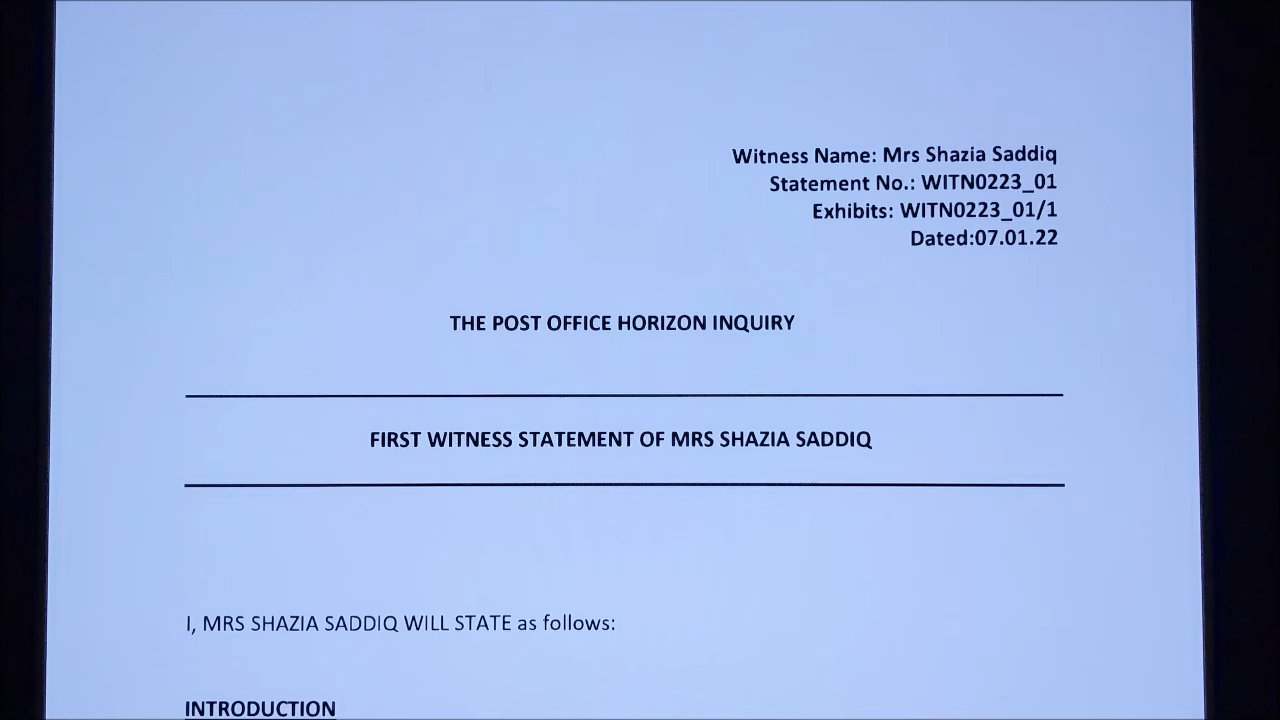 Witness Name: Mrs Shazia Saddiq
Statement No.: WITN0223_01
Exhibits: WITN0223_01/1
Dated:07.01.22
THE POST OFFICE HORIZON INQUIRY
FIRST WITNESS STATEMENT OF MRS SHAZIA SADDIQ
I, MRS SHAZIA SADDIQ WILL STATE as follows:
INTRODUCTION